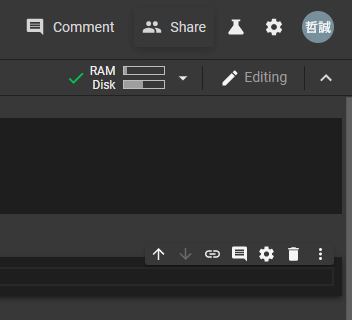 Comment
Share
哲誠
RAM
Disk
Editing